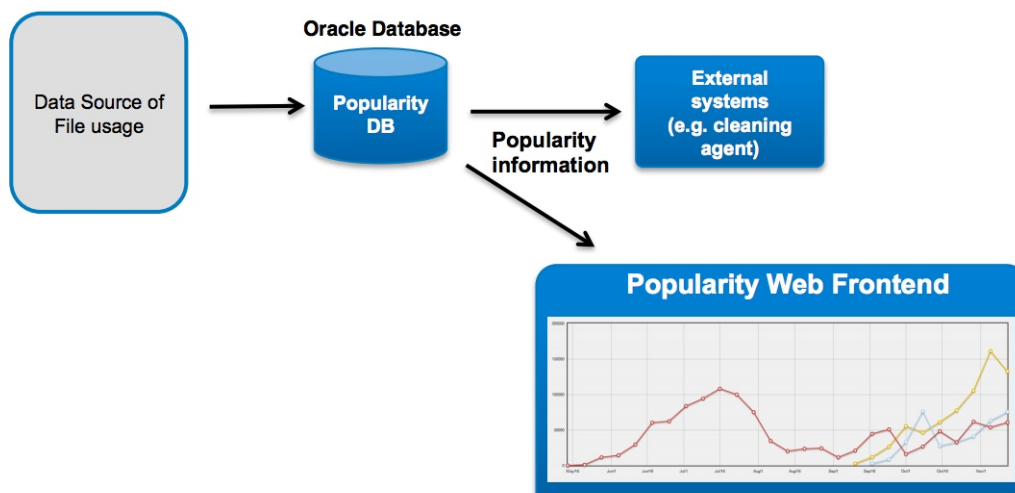 Oracle Database
Data Source of
File usage
Popularity
DB
External
systems
(e.g. cleaning
agent)
Popularity
information
Popularity Web Frontend